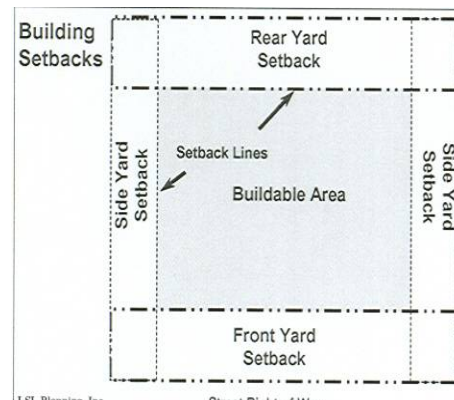 Building
Setbacks
Rear Yard
Setback
Setback Lines
Side Yard
Setback
Buildable Area
Side Yard
Setback
Front Yard
Setback
LSL Planning, Inc.
Street Right of